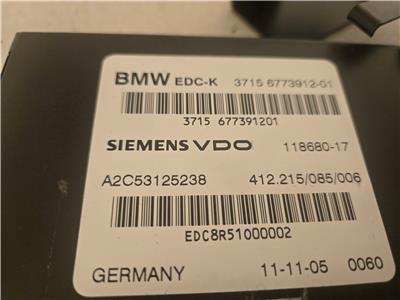 BMW EDC-K 3715 6773912-01
3715 677391201
SIEMENS VDO 118680-17
A2C53125238 412.215/085/006
EDC8R51000002
GERMANY 11-11-05 0060